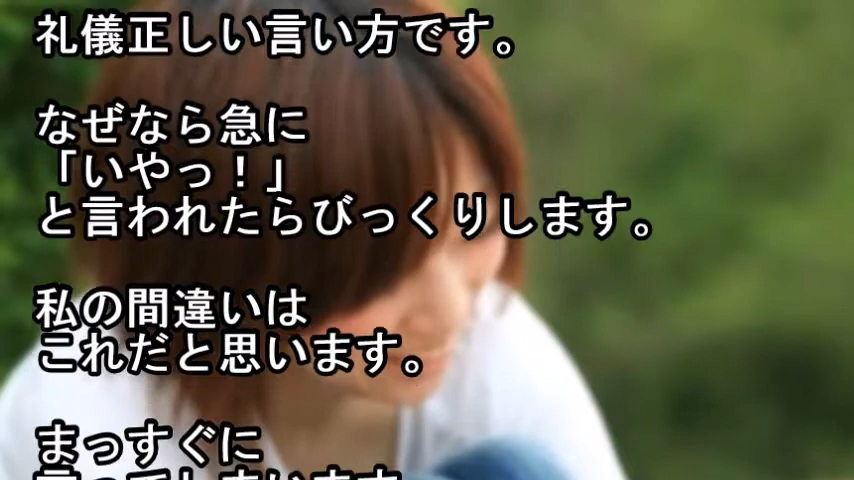 礼儀正しい言い方です。
なぜなら急に
「いやっ！」
と言われたらびっくりします。
私の間違いは
これだと思います。
まっすぐに